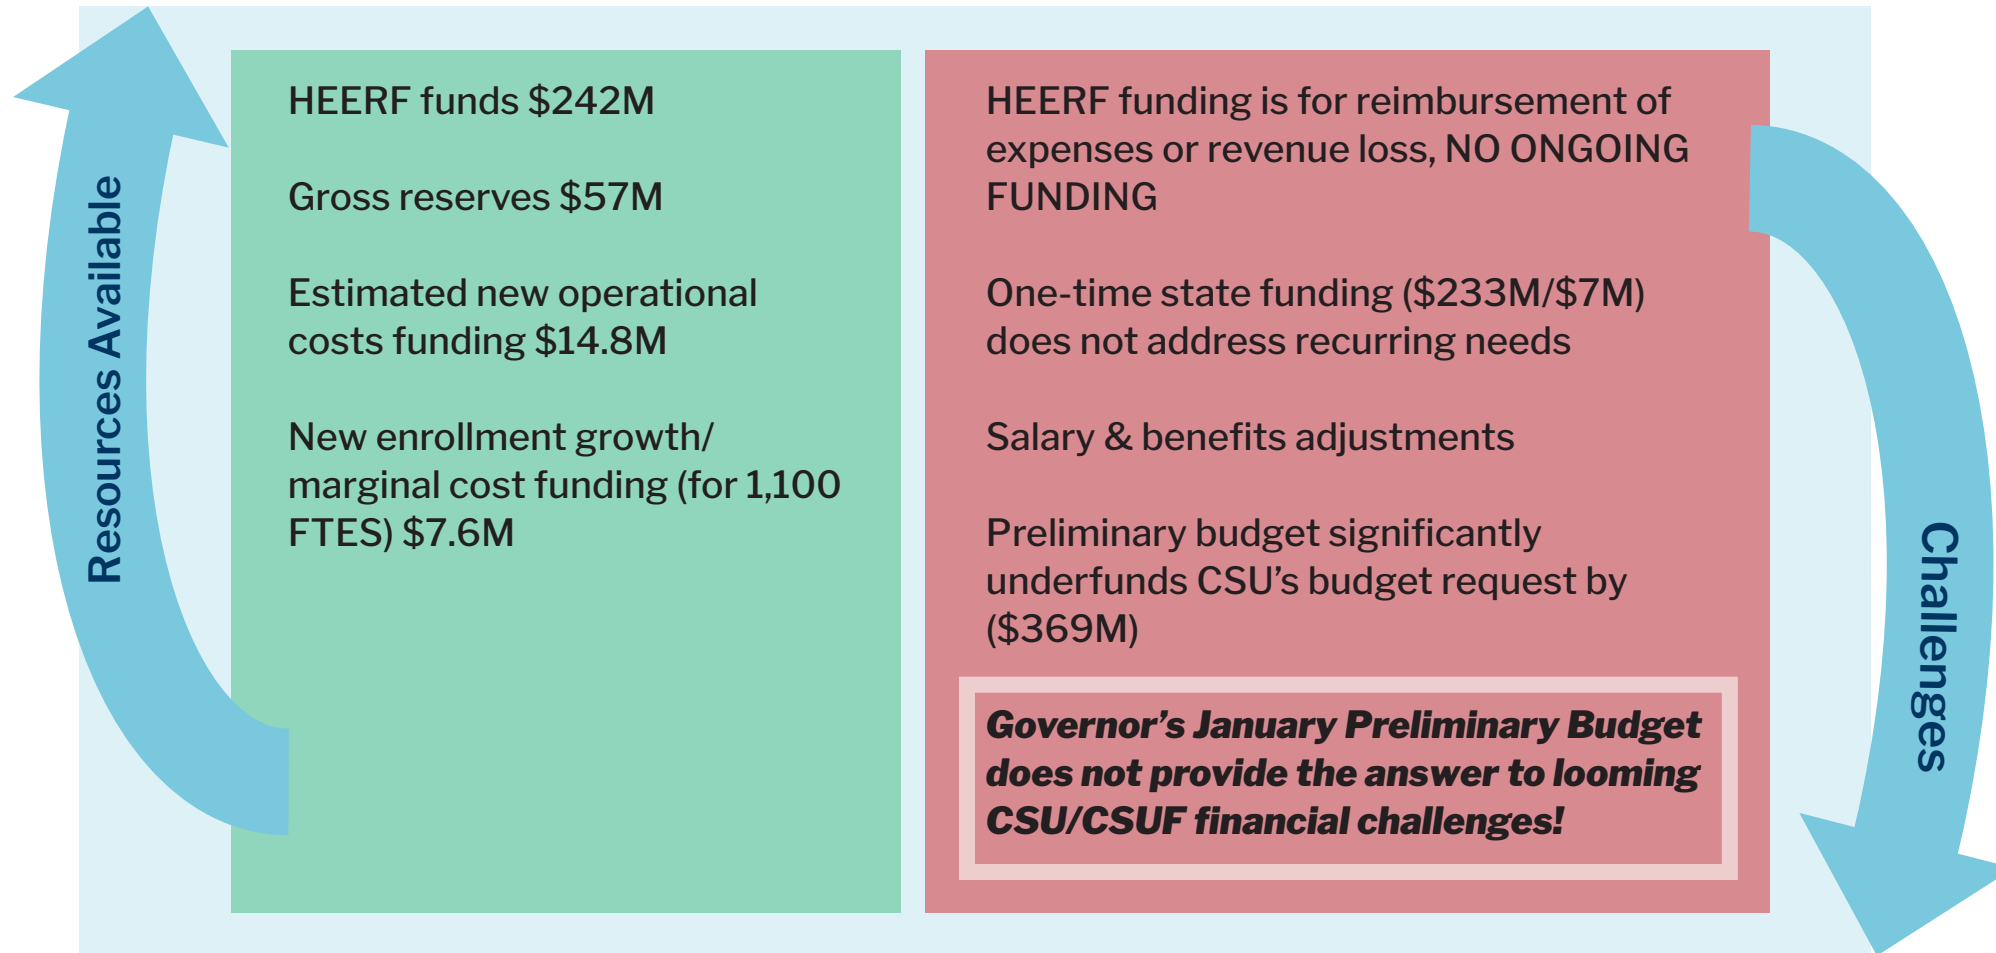 Resources Available
HEERF funds $242M
Gross reserves $57M
Estimated new operational
costs funding $14.8M
New enrollment growth/
marginal cost funding (for 1,100
FTES) $7.6M
HEERF funding is for reimbursement of
expenses or revenue loss, NO ONGOING
FUNDING
One-time state funding ($233M/$7M)
does not address recurring needs
Salary & benefits adjustments
Preliminary budget significantly
underfunds CSU’s budget request by
($369M)
Governor’s January Preliminary Budget
does not provide the answer to looming
CSU/CSUF financial challenges!
Challenges